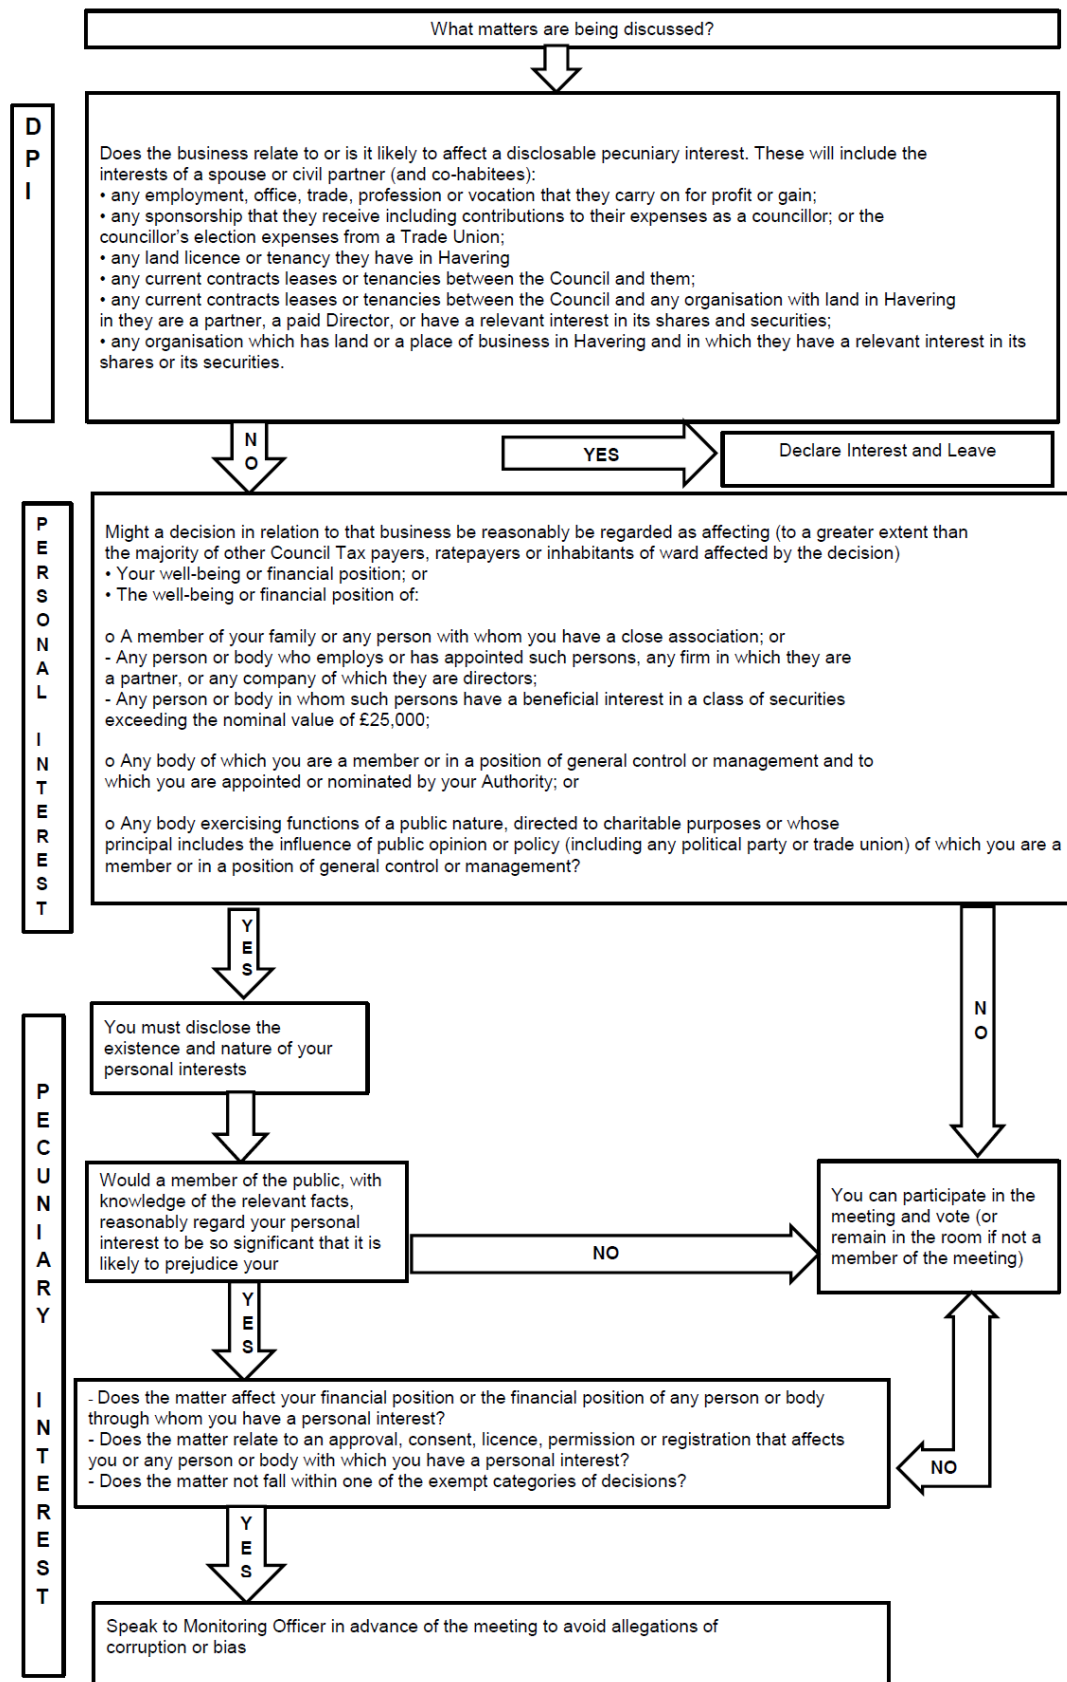 What matters are being discussed?
D
P
I
Does the business relate to or is it likely to affect a disclosable pecuniary interest. These will include the
interests of a spouse or civil partner (and co-habitees):
• any employment, office, trade, profession or vocation that they carry on for profit or gain;
• any sponsorship that they receive including contributions to their expenses as a councillor; or the
councillor's election expenses from a Trade Union;
• any land licence or tenancy they have in Havering
• any current contracts leases or tenancies between the Council and them;
• any current contracts leases or tenancies between the Council and any organisation with land in Havering
in they are a partner, a paid Director, or have a relevant interest in its shares and securities;
• any organisation which has land or a place of business in Havering and in which they have a relevant interest in its
shares or its securities.
N
O
YES
Declare Interest and Leave
P
E
R
S
O
N
A
L
I
N
T
E
R
E
S
T
Might a decision in relation to that business be reasonably be regarded as affecting (to a greater extent than
the majority of other Council Tax payers, ratepayers or inhabitants of ward affected by the decision)
• Your well-being or financial position; or
• The well-being or financial position of:
o A member of your family or any person with whom you have a close association; or
- Any person or body who employs or has appointed such persons, any firm in which they are
a partner, or any company of which they are directors;
- Any person or body in whom such persons have a beneficial interest in a class of securities
exceeding the nominal value of £25,000;
o Any body of which you are a member or in a position of general control or management and to
which you are appointed or nominated by your Authority; or
o Any body exercising functions of a public nature, directed to charitable purposes or whose
principal includes the influence of public opinion or policy (including any political party or trade union) of which you are a
member or in a position of general control or management?
Y
E
S
N
O
You must disclose the
existence and nature of your
personal interests
P
E
C
U
N
I
A
R
Y
I
N
T
E
R
E
S
T
Would a member of the public, with
knowledge of the relevant facts,
reasonably regard your personal
interest to be so significant that it is
likely to prejudice your
NO
You can participate in the
meeting and vote (or
remain in the room if not a
member of the meeting)
Y
E
S
- Does the matter affect your financial position or the financial position of any person or body
through whom you have a personal interest?
- Does the matter relate to an approval, consent, licence, permission or registration that affects
you or any person or body with which you have a personal interest?
- Does the matter not fall within one of the exempt categories of decisions?
NO
Y
E
S
Speak to Monitoring Officer in advance of the meeting to avoid allegations of
corruption or bias